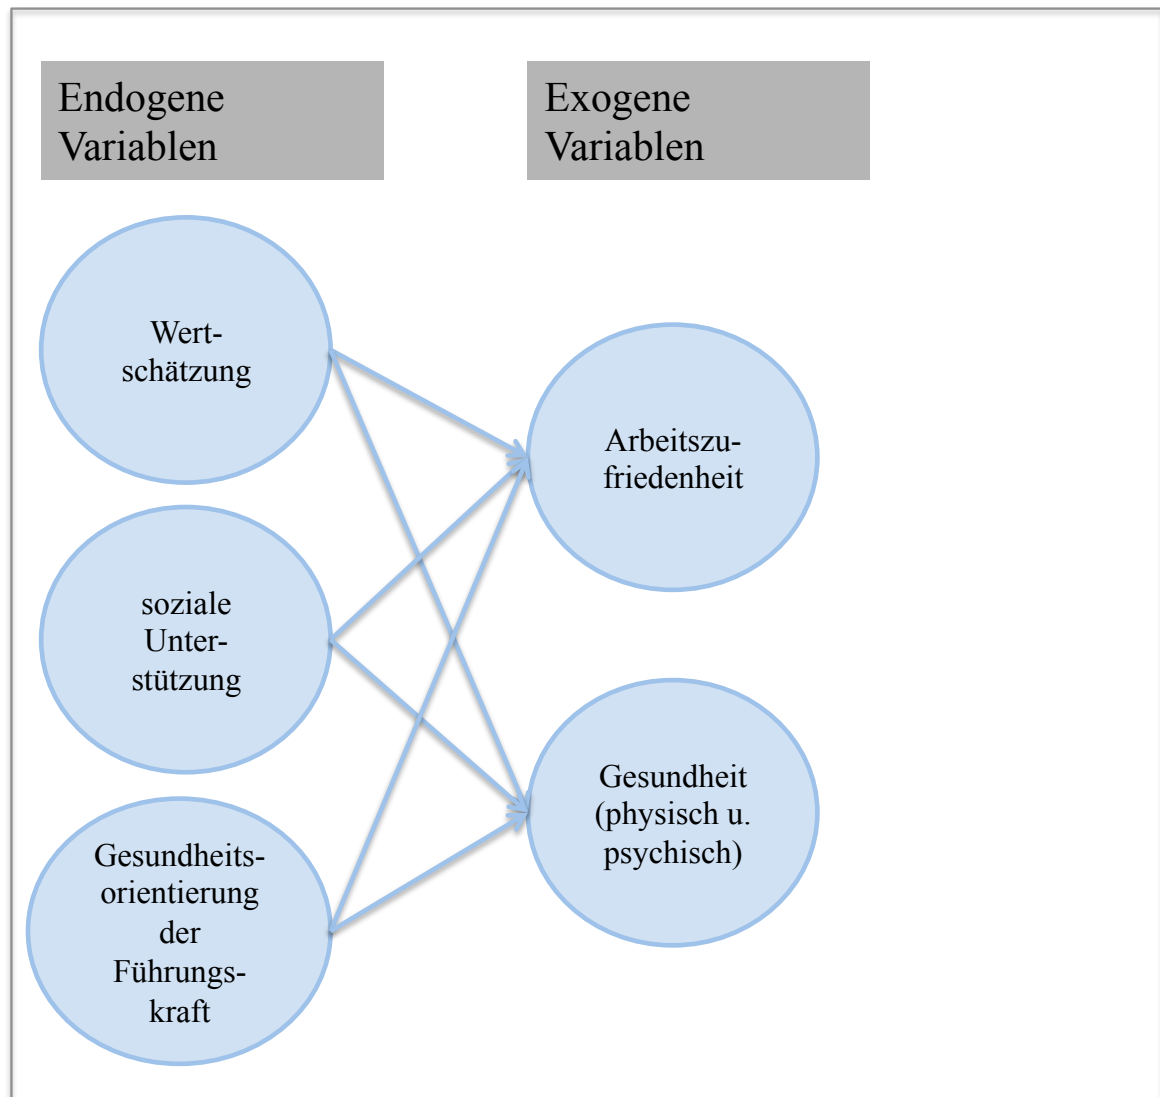 Endogene
Variablen
Exogene
Variablen
Wert-
schätzung
soziale
Unter-
stützung
Gesundheits-
orientierung
der
Führungs-
kraft
Arbeitszu-
friedenheit
Gesundheit
(physisch u.
psychisch)